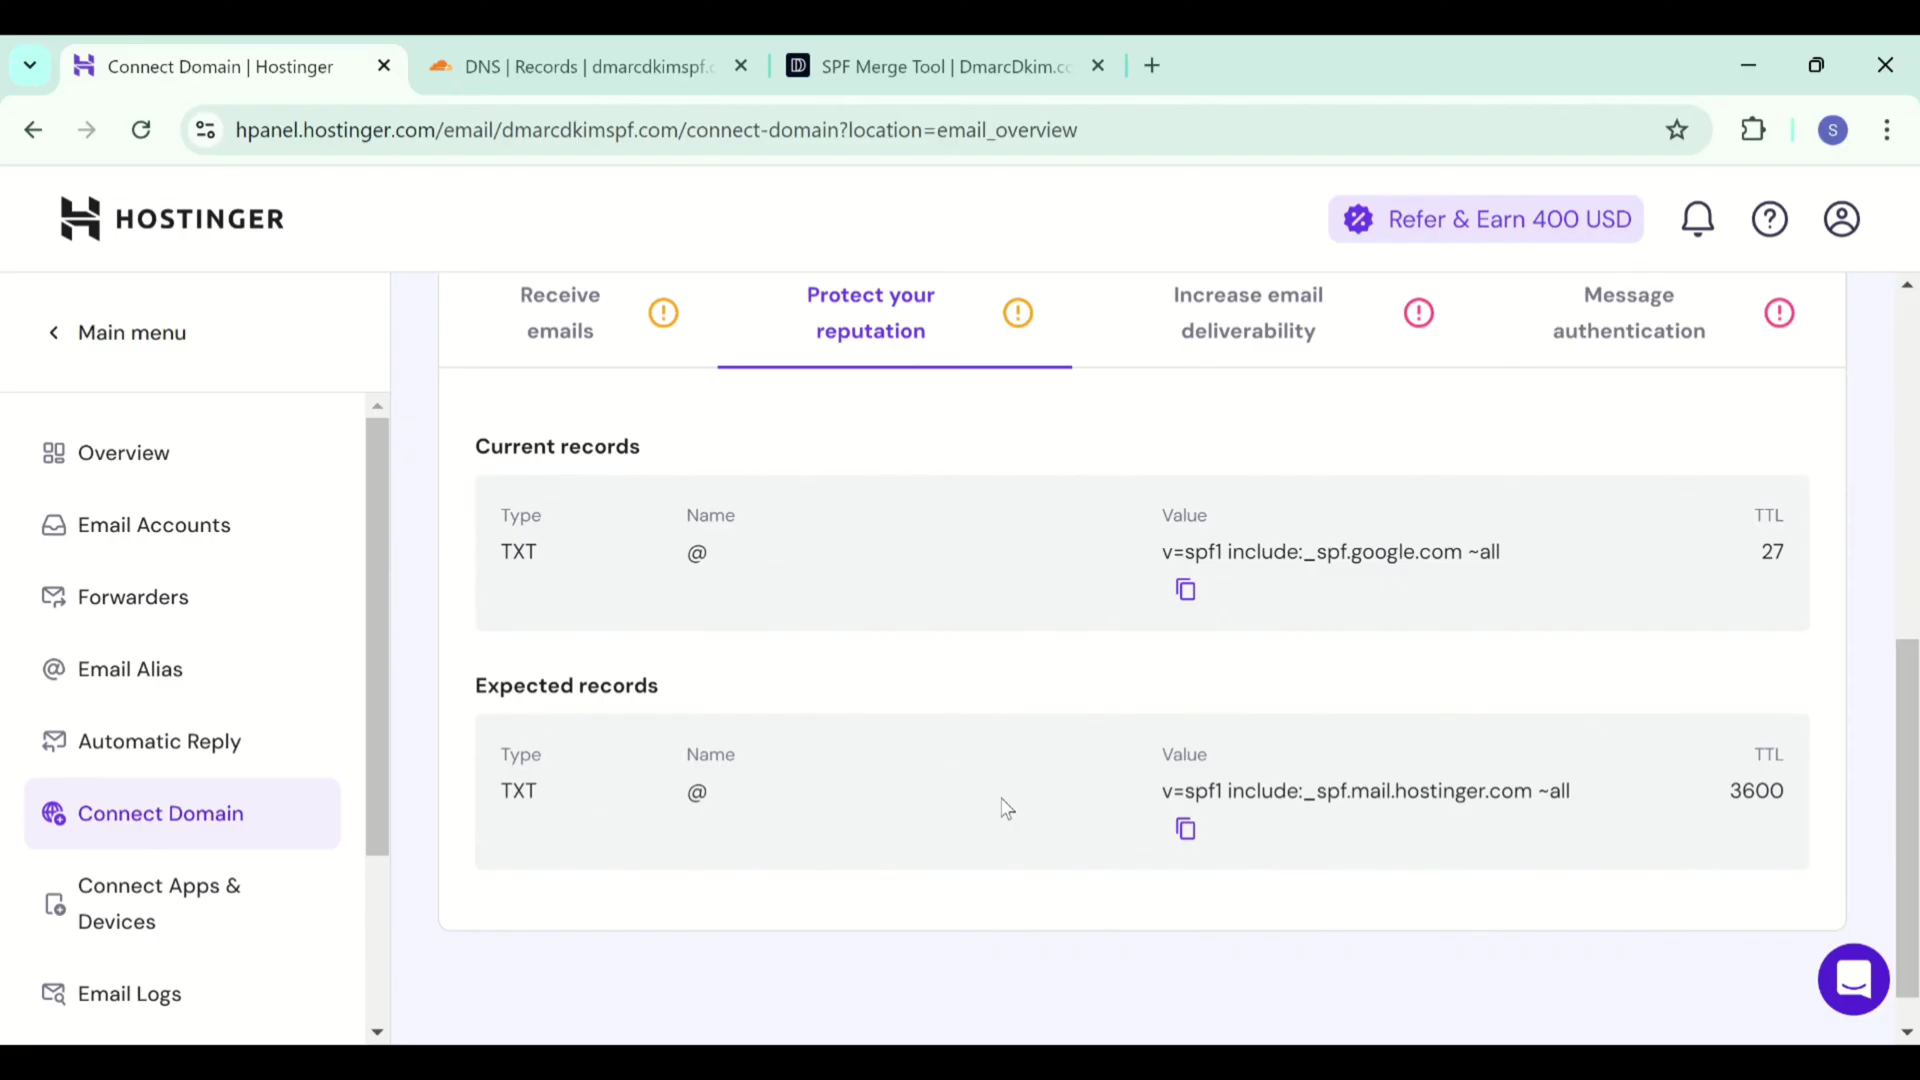 Connect Domain | Hostinger
DNS | Records | dmarcdkimspf.c
SPF Merge Tool | DmarcDkim.co
hpanel.hostinger.com/email/dmarcdkimspf.com/connect-domain?location=email_overview
S
HOSTINGER
Refer & Earn 400 USD
Main menu
Overview
Email Accounts
Forwarders
Email Alias
Automatic Reply
Connect Domain
Connect Apps &
Devices
Email Logs
Receive
emails
Protect your
reputation
Increase email
deliverability
Message
authentication
Current records
Type Name Value TTL
TXT @ v=spf1 include:_spf.google.com ~all 27
Expected records
Type Name Value TTL
TXT @ v=spf1 include:_spf.mail.hostinger.com ~all 3600